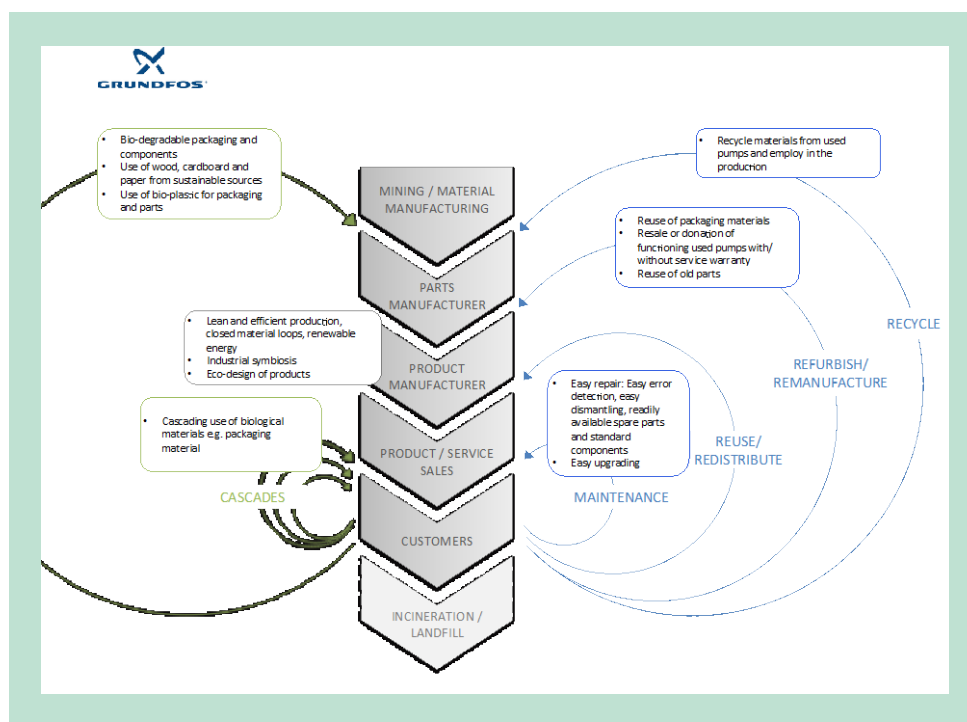 GRUNDFOS
• Bio-degradable packaging and
components
• Use of wood, cardboard and
paper from sustainable sources
• Use of bio-plastic for packaging
and parts
• Recycle materials from used
pumps and employ in the
production
MINING / MATERIAL
MANUFACTURING
• Reuse of packaging materials
• Resale or donation of
functioning used pumps with/
without service warranty
• Reuse of old parts
PARTS
MANUFACTURER
• Lean and efficient production,
closed material loops, renewable
energy
• Industrial symbiosis
• Eco-design of products
RECYCLE
PRODUCT
MANUFACTURER
REFURBISH/
REMANUFACTURE
• Easy repair: Easy error
detection, easy
dismantling, readily
available spare parts
and standard
components
• Easy upgrading
• Cascading use of biological
materials e.g. packaging
material
PRODUCT / SERVICE
SALES
REUSE/
REDISTRIBUTE
CASCADES
MAINTENANCE
CUSTOMERS
INCINERATION /
LANDFILL